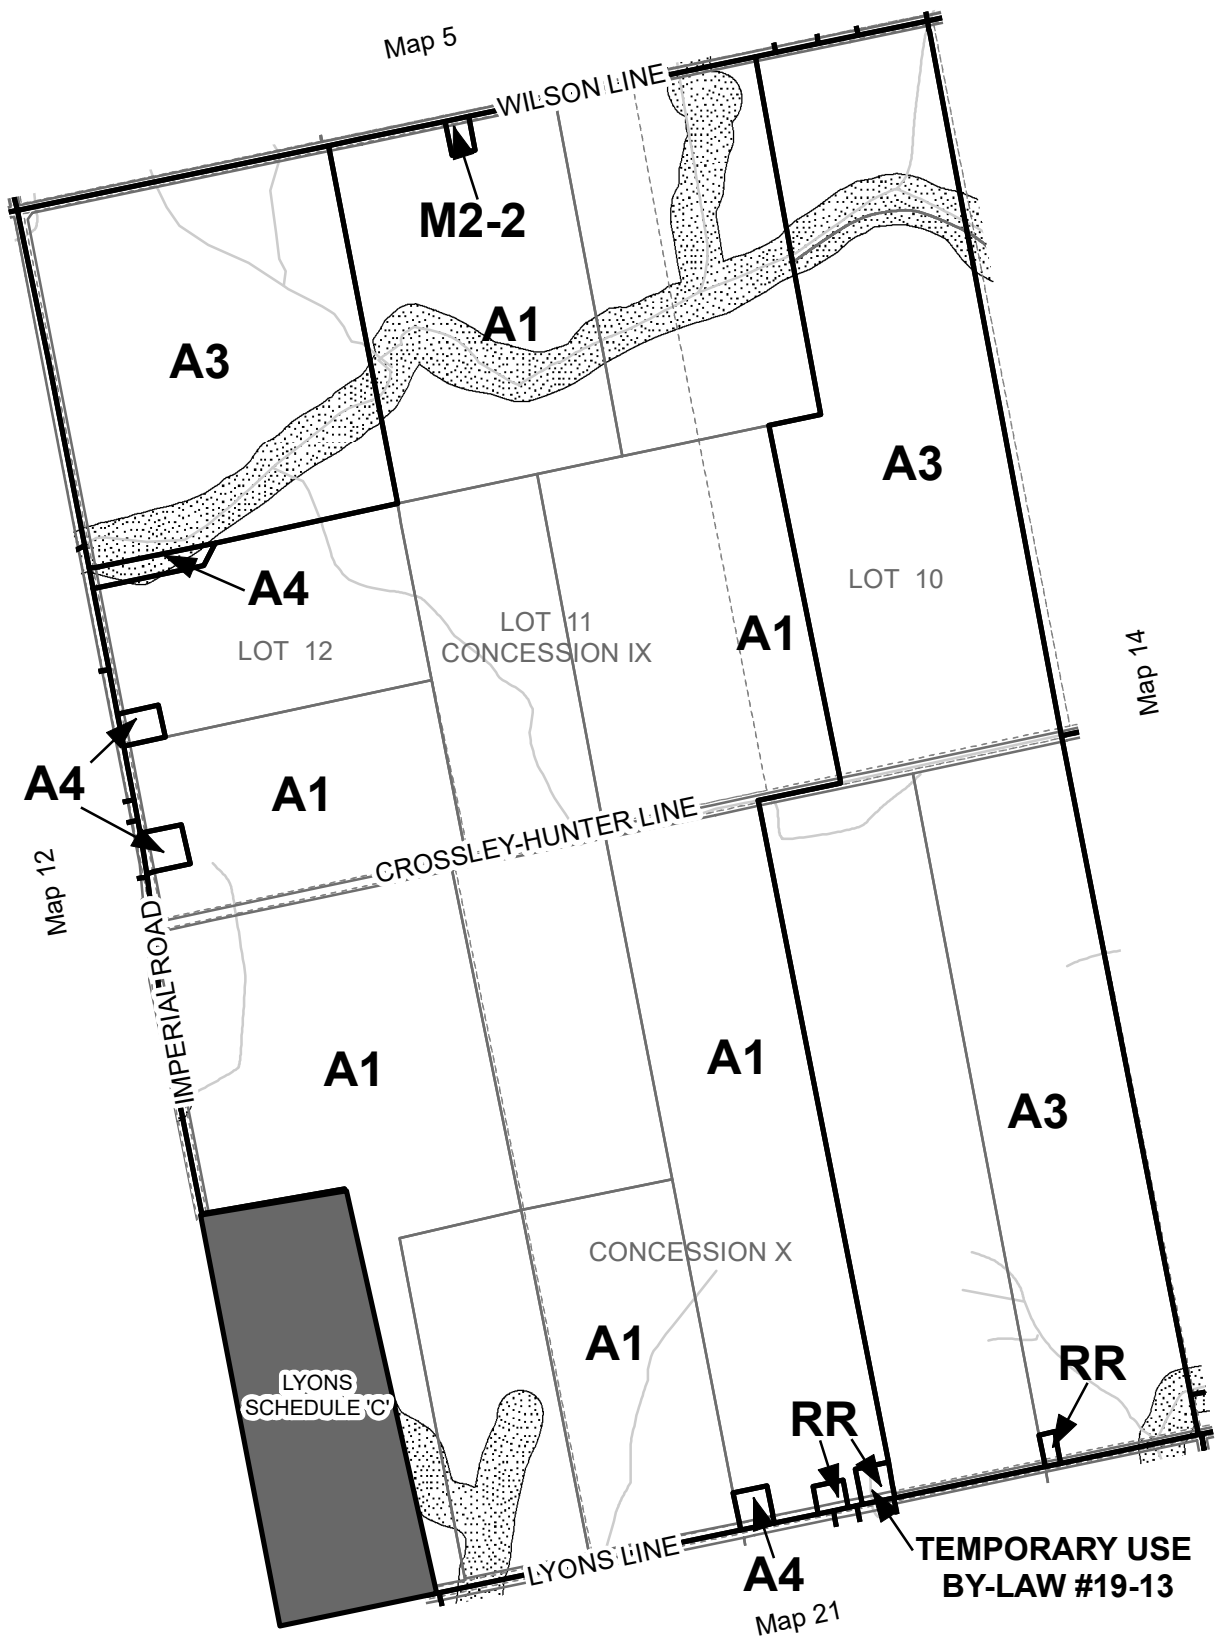 Map 5
WILSON LINE
M2-2
A1
A3
A3
A4
LOT 10
LOT 11
CONCESSION IX
LOT 12
A1
Map 14
A4
A1
CROSSLEY-HUNTER LINE
Map 12
IMPERIAL ROAD
A1
A1
A3
CONCESSION X
A1
LYONS
SCHEDULE 'C'
RR
RR
LYONS LINE
A4
TEMPORARY USE
BY-LAW #19-13
Map 21